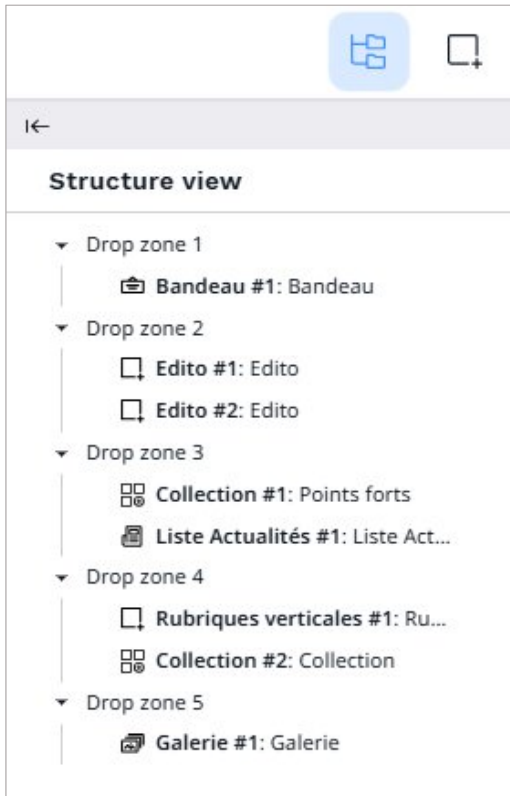 Structure view
Drop zone 1
Bandeau #1: Bandeau
Drop zone 2
Edito #1: Edito
Edito #2: Edito
Drop zone 3
Collection #1: Points forts
Liste Actualités #1: Liste Act...
Drop zone 4
Rubriques verticales #1: Ru...
Collection #2: Collection
Drop zone 5
Galerie #1: Galerie